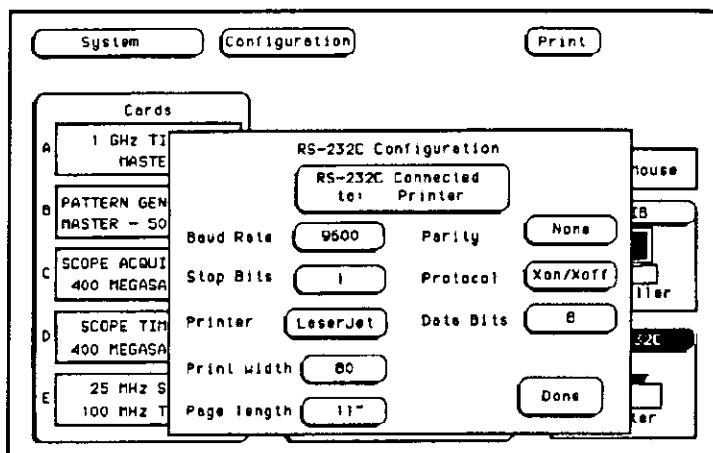 System Configuration Print
Cards
A 1 GHz TI
MASTE
B PATTERN GEN
MASTER - 50
C SCOPE ACQUI
400 MEGASA
D SCOPE TIM
400 MEGASA
E 25 MHz S
100 MHz T
RS-232C Configuration
RS-232C Connected
to: Printer
Baud Rate 9600 Parity None
Stop Bits 1 Protocol Xon/Xoff
Printer LaserJet Data Bits 8
Print width 80
Page length 11"
Done
ouse
IB
ller
32C
ter